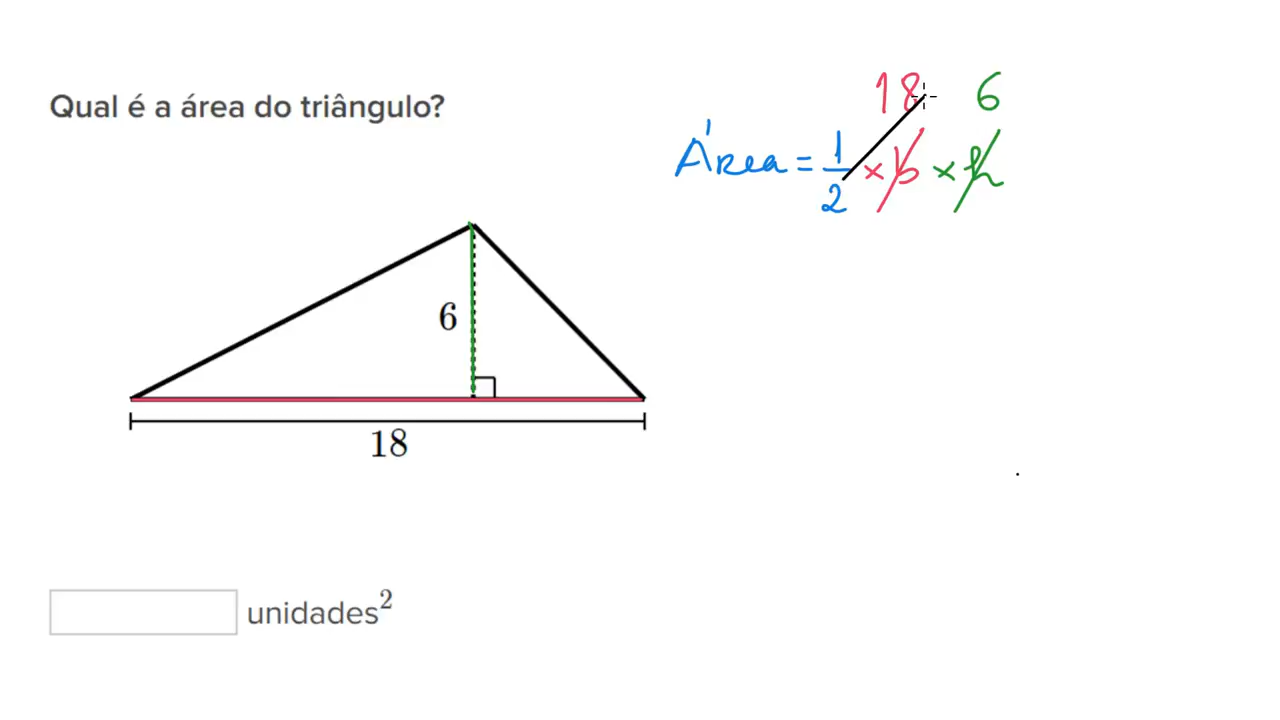 Qual é a área do triângulo?
18 6
Área = 1/2 × b × h
6
18
unidades²